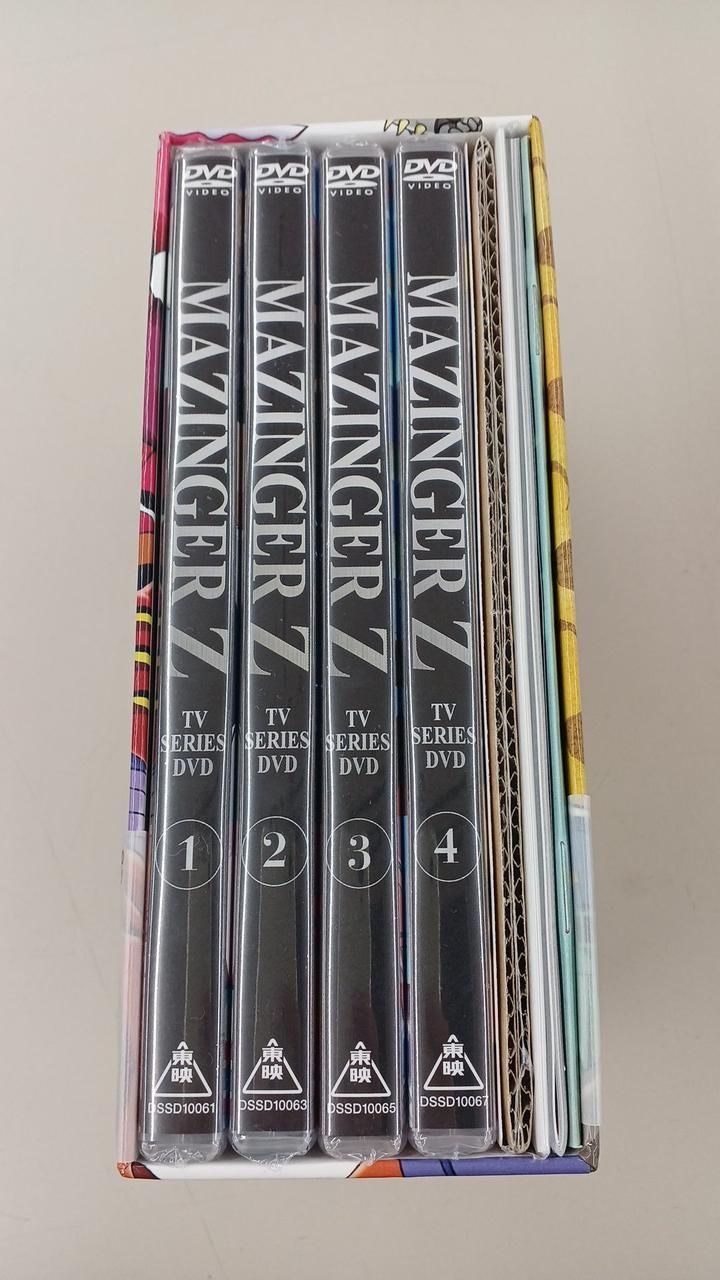 DVD
VIDEO
MAZINGER Z
TV
SERIES
DVD
1
東映
DSSD10061
DVD
VIDEO
MAZINGER Z
TV
SERIES
DVD
2
東映
DSSD10063
DVD
VIDEO
MAZINGER Z
TV
SERIES
DVD
3
東映
DSSD10065
DVD
VIDEO
MAZINGER Z
TV
SERIES
DVD
4
東映
DSSD10067